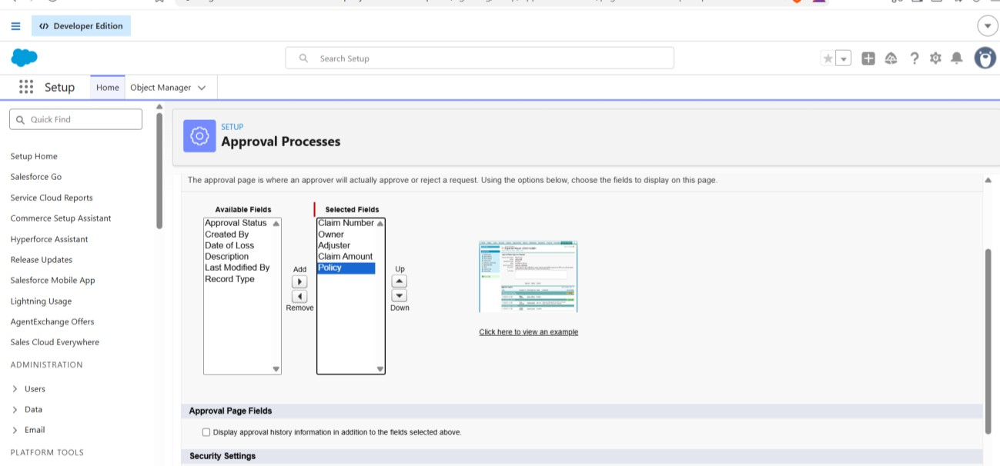 Developer Edition
Search Setup
Setup
Home
Object Manager
Quick Find
Setup Home
Salesforce Go
Service Cloud Reports
Commerce Setup Assistant
Hyperforce Assistant
Release Updates
Salesforce Mobile App
Lightning Usage
AgentExchange Offers
Sales Cloud Everywhere
ADMINISTRATION
Users
Data
Email
PLATFORM TOOLS
SETUP
Approval Processes
The approval page is where an approver will actually approve or reject a request. Using the options below, choose the fields to display on this page.
Available Fields
Approval Status
Created By
Date of Loss
Description
Last Modified By
Record Type
Add
Remove
Selected Fields
Claim Number
Owner
Adjuster
Claim Amount
Policy
Up
Down
Click here to view an example
Approval Page Fields
Display approval history information in addition to the fields selected above.
Security Settings